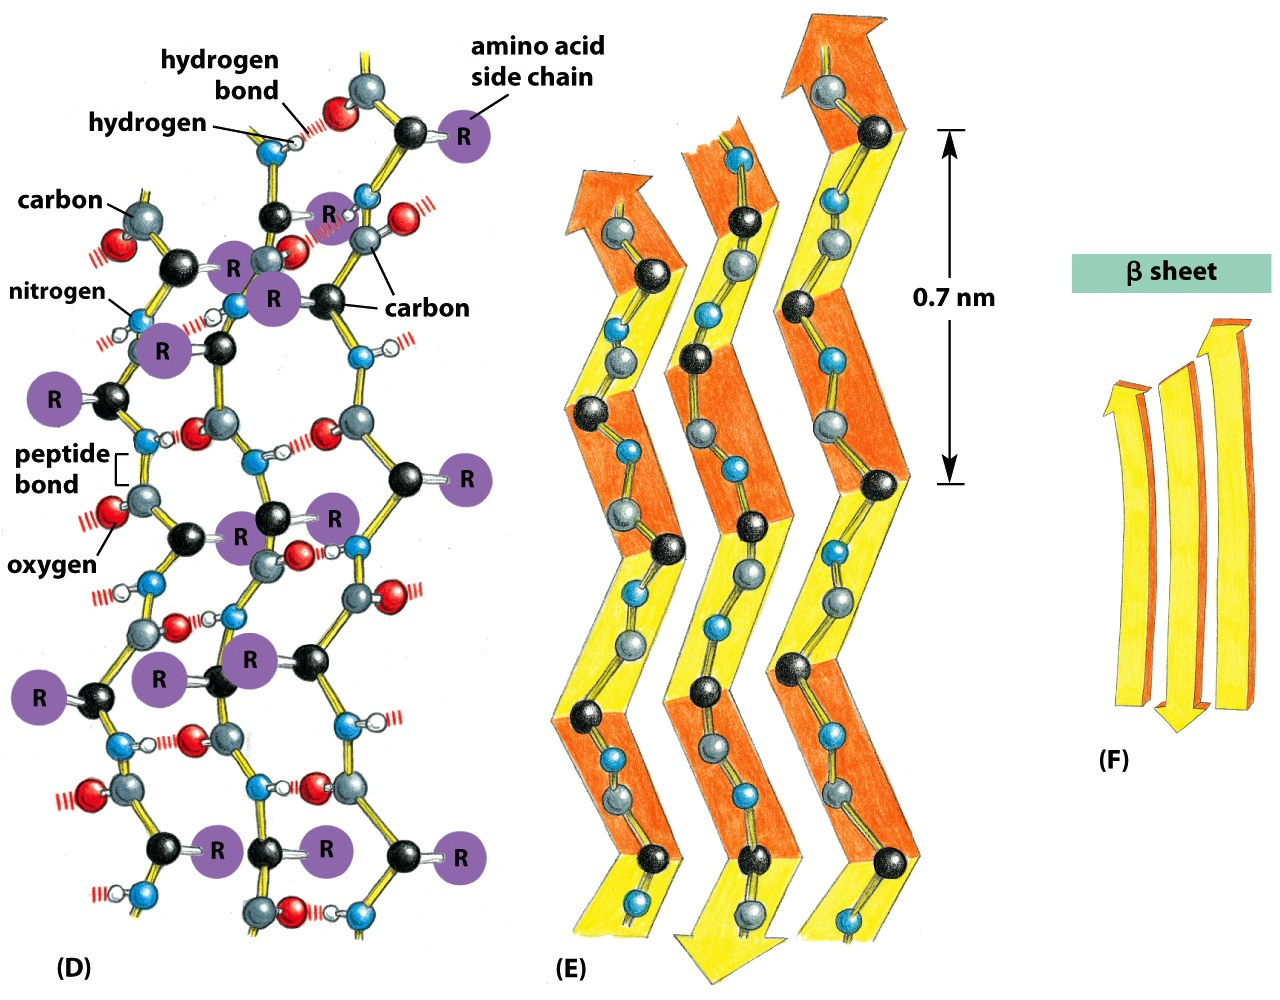 hydrogen
bond
amino acid
side chain
hydrogen
R
carbon
R
R
R
nitrogen
carbon
R
R
peptide
bond
R
R
R
oxygen
R
R
R
R
R
R
(D)
0.7 nm
(E)
β sheet
(F)